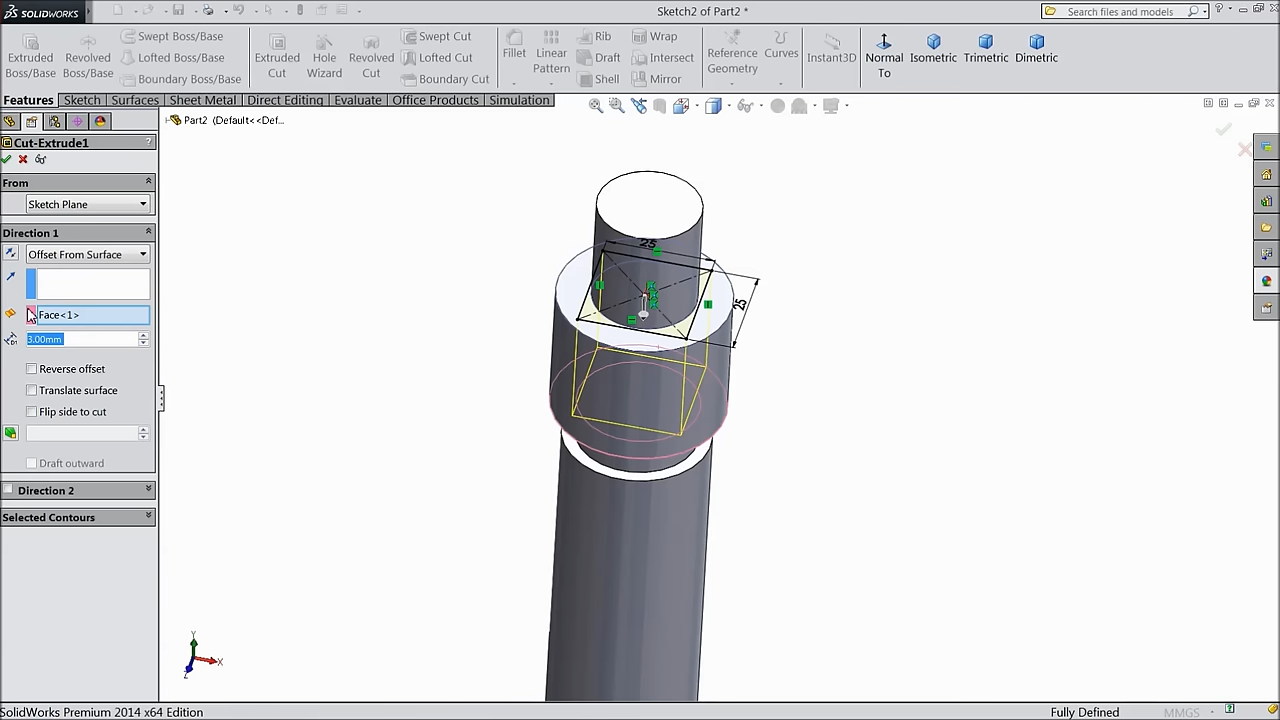 SOLIDWORKS
Sketch2 of Part2 *
Search files and models
Extruded Boss/Base
Revolved Boss/Base
Swept Boss/Base
Lofted Boss/Base
Boundary Boss/Base
Extruded Cut
Hole Wizard
Revolved Cut
Swept Cut
Lofted Cut
Boundary Cut
Fillet
Linear Pattern
Rib
Draft
Shell
Wrap
Intersect
Mirror
Reference Geometry
Curves
Instant3D
Normal To
Isometric
Trimetric
Dimetric
Features
Sketch
Surfaces
Sheet Metal
Direct Editing
Evaluate
Office Products
Simulation
Part2 (Default<<Def...
Cut-Extrude1
?
From
Sketch Plane
Direction 1
Offset From Surface
Face<1>
3.00mm
Reverse offset
Translate surface
Flip side to cut
Draft outward
Direction 2
Selected Contours
25
25
Y
X
Z
SolidWorks Premium 2014 x64 Edition
Fully Defined
MMGS